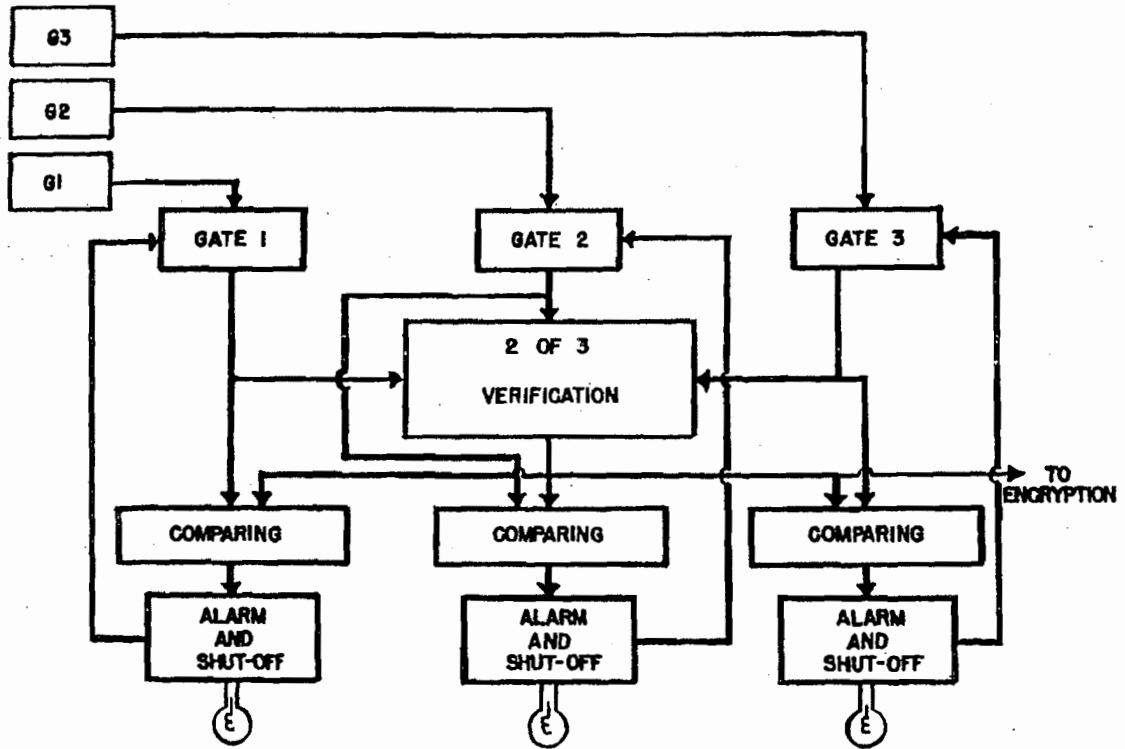 G3
G2
G1
GATE 1
GATE 2
GATE 3
2 OF 3
VERIFICATION
TO
ENCRYPTION
COMPARING
COMPARING
COMPARING
ALARM
AND
SHUT-OFF
ALARM
AND
SHUT-OFF
ALARM
AND
SHUT-OFF